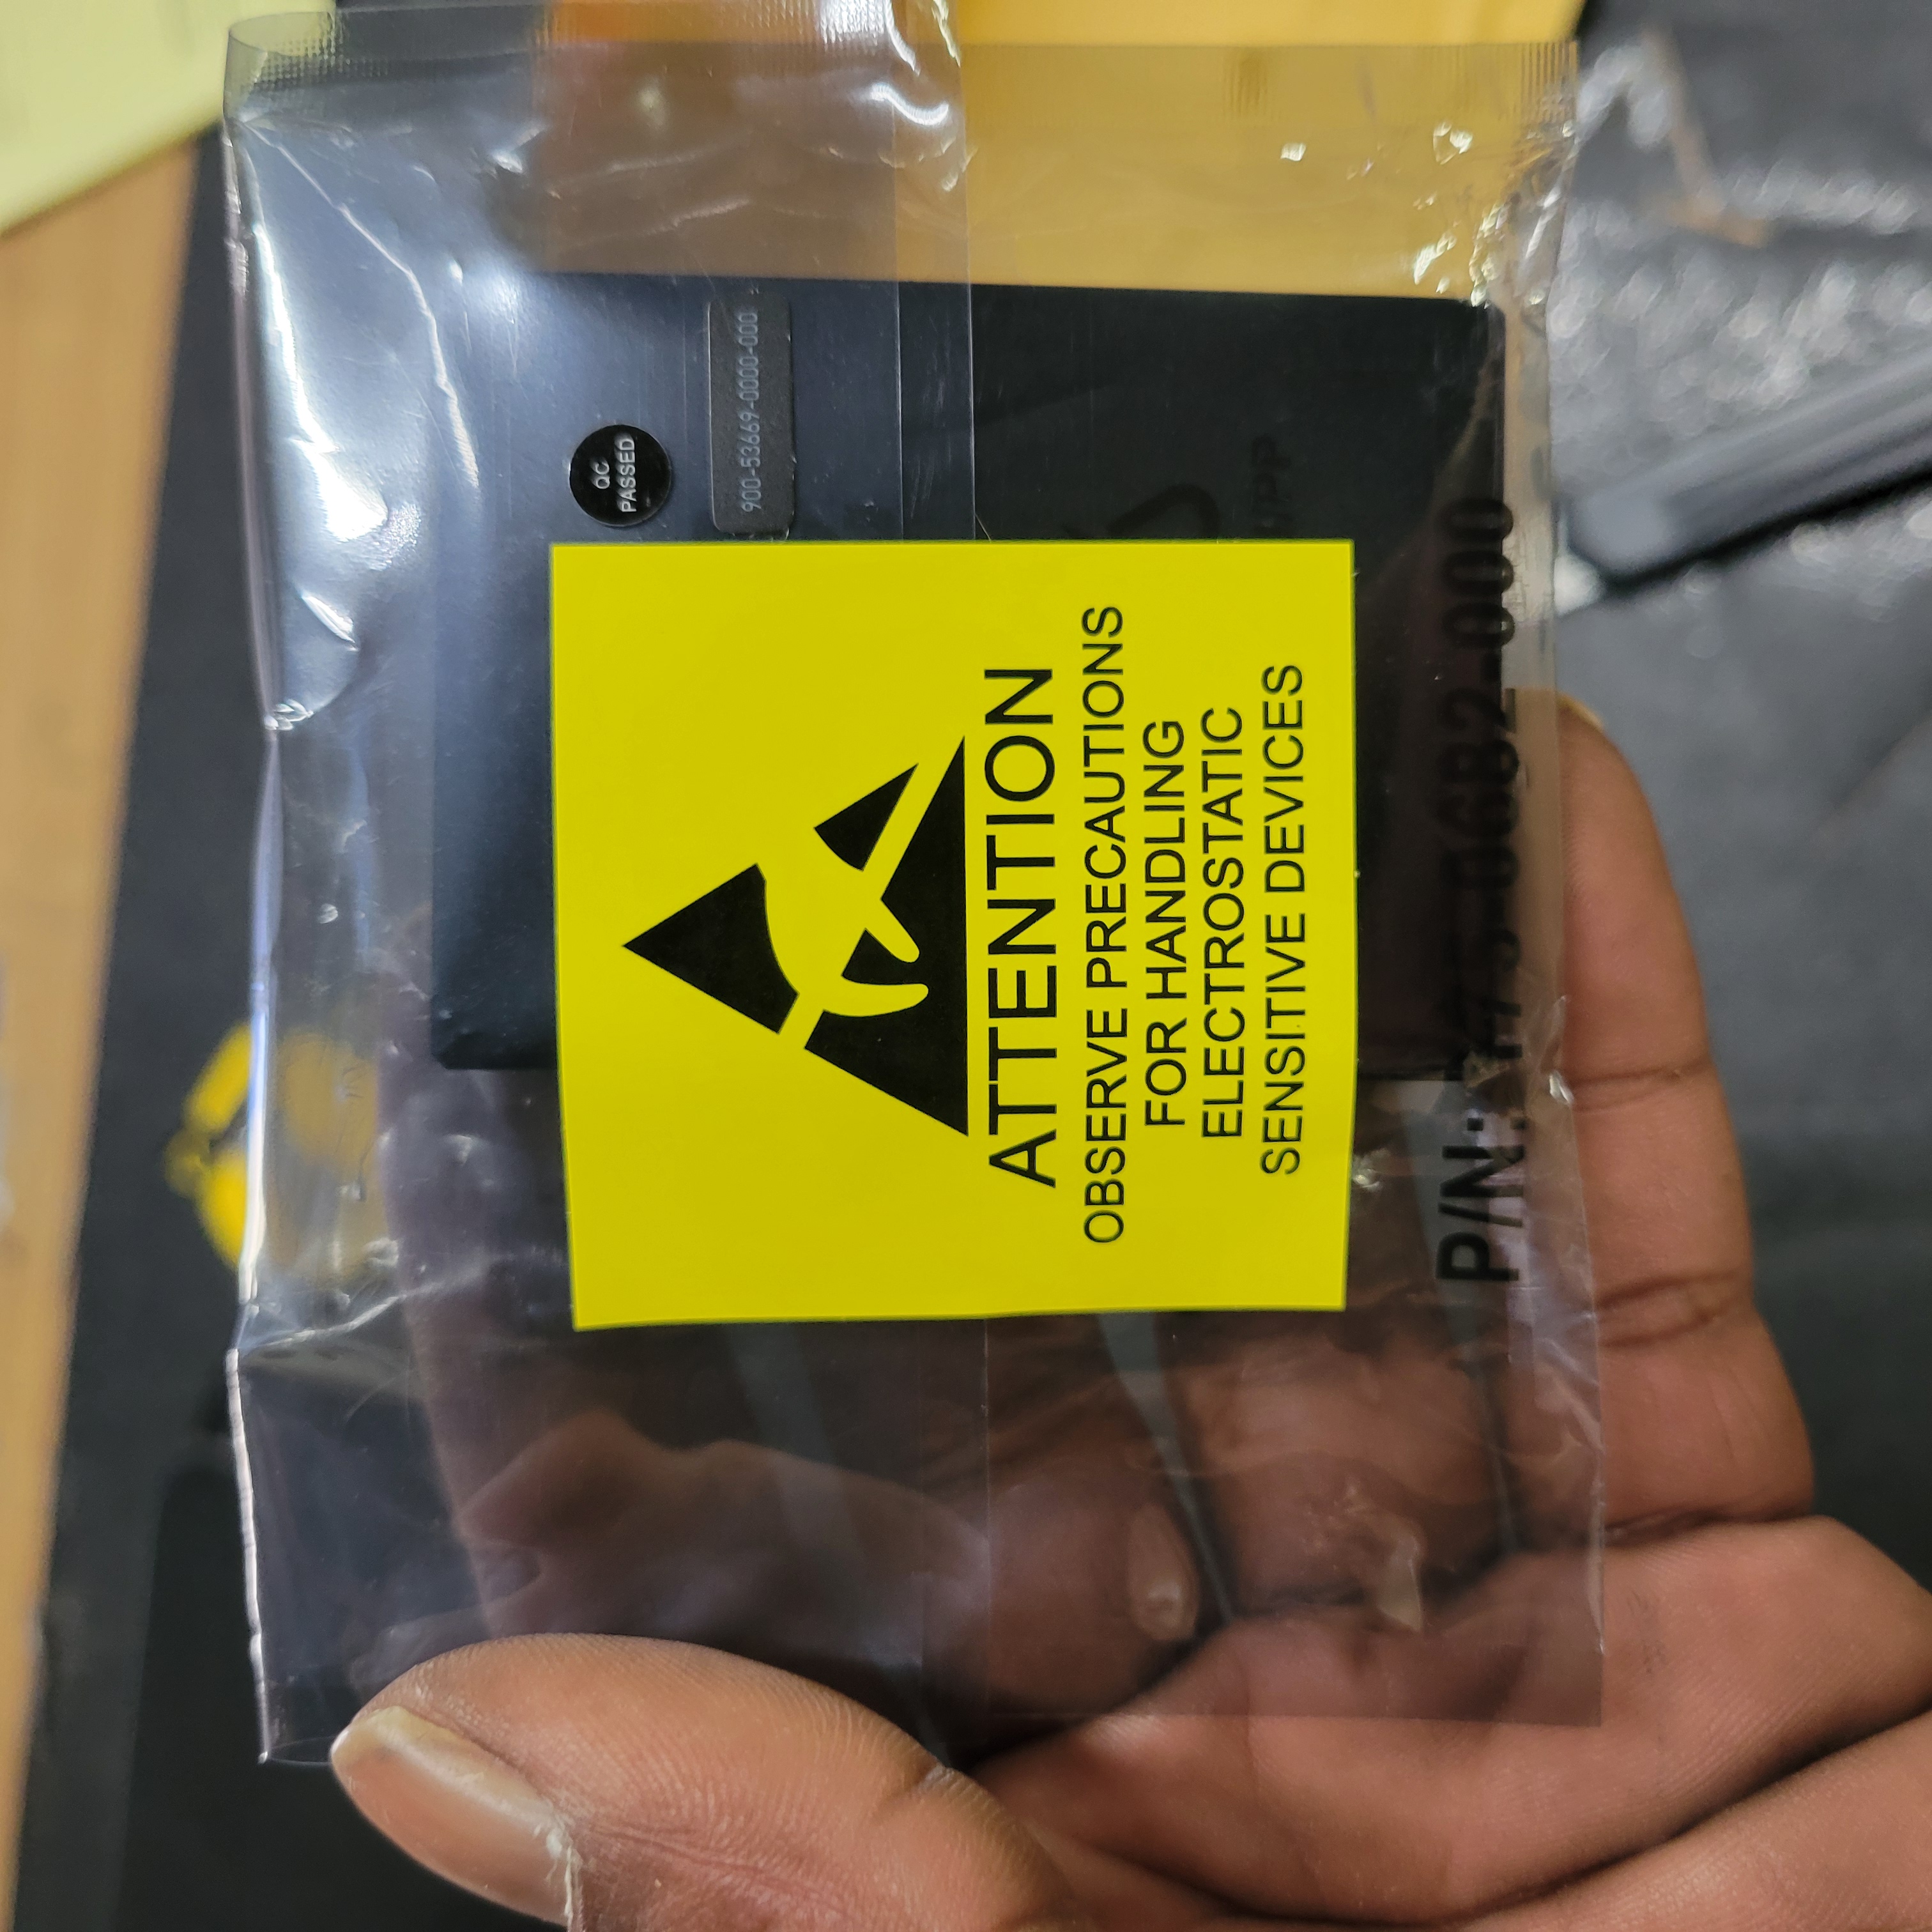 QC
PASSED
900-53669-0000-000
ATTENTION
OBSERVE PRECAUTIONS
FOR HANDLING
ELECTROSTATIC
SENSITIVE DEVICES
P/N: